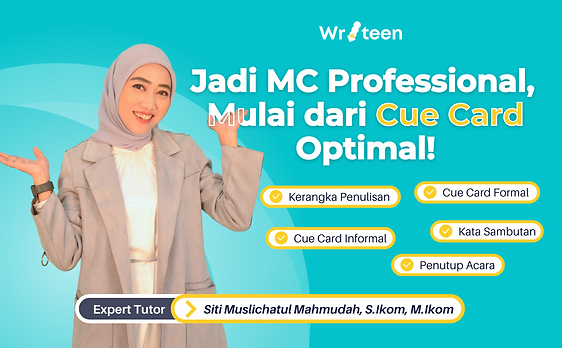 Writeen
Jadi MC Professional,
Mulai dari Cue Card
Optimal!
Kerangka Penulisan
Cue Card Formal
Cue Card Informal
Kata Sambutan
Penutup Acara
Expert Tutor
Siti Muslichatul Mahmudah, S.Ikom, M.Ikom